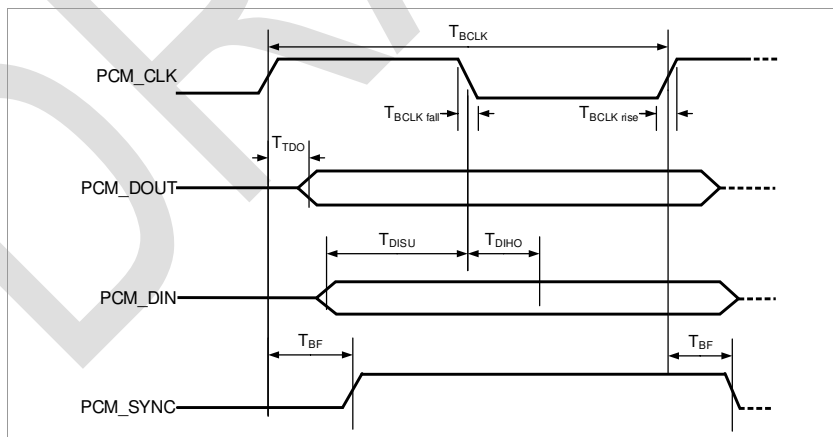 T_BCLK
PCM_CLK
T_BCLK fall
T_BCLK rise
T_TDO
PCM_DOUT
T_DISU
T_DIHO
PCM_DIN
T_BF
T_BF
PCM_SYNC